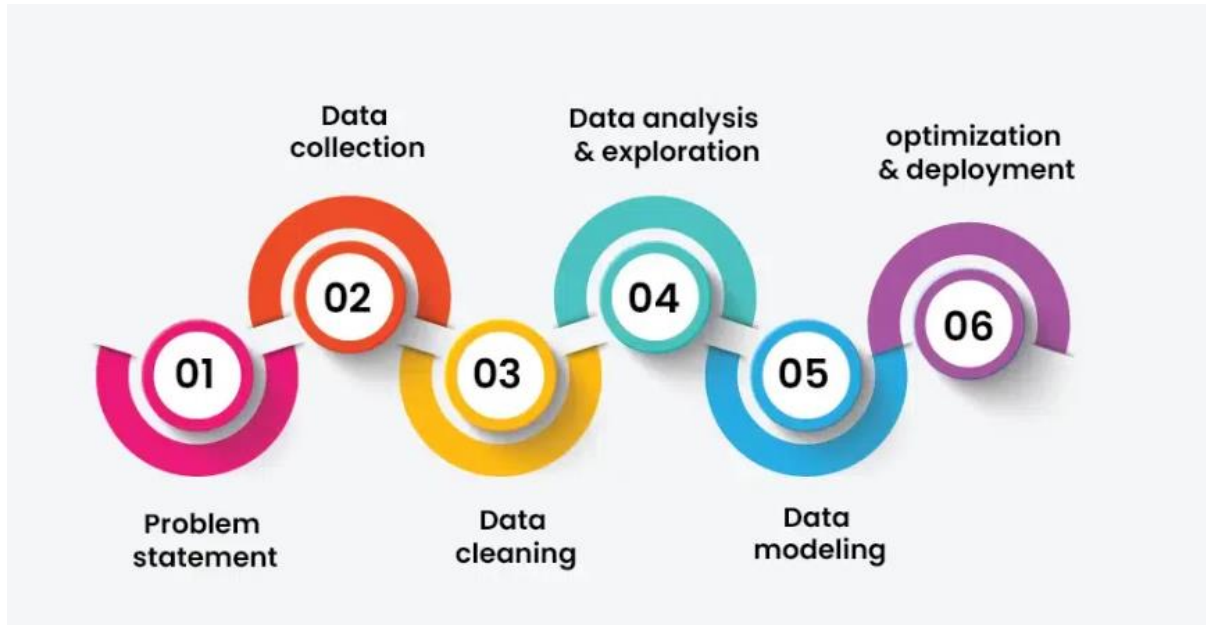 01
Problem
statement
02
Data
collection
03
Data
cleaning
04
Data analysis
& exploration
05
Data
modeling
06
optimization
& deployment